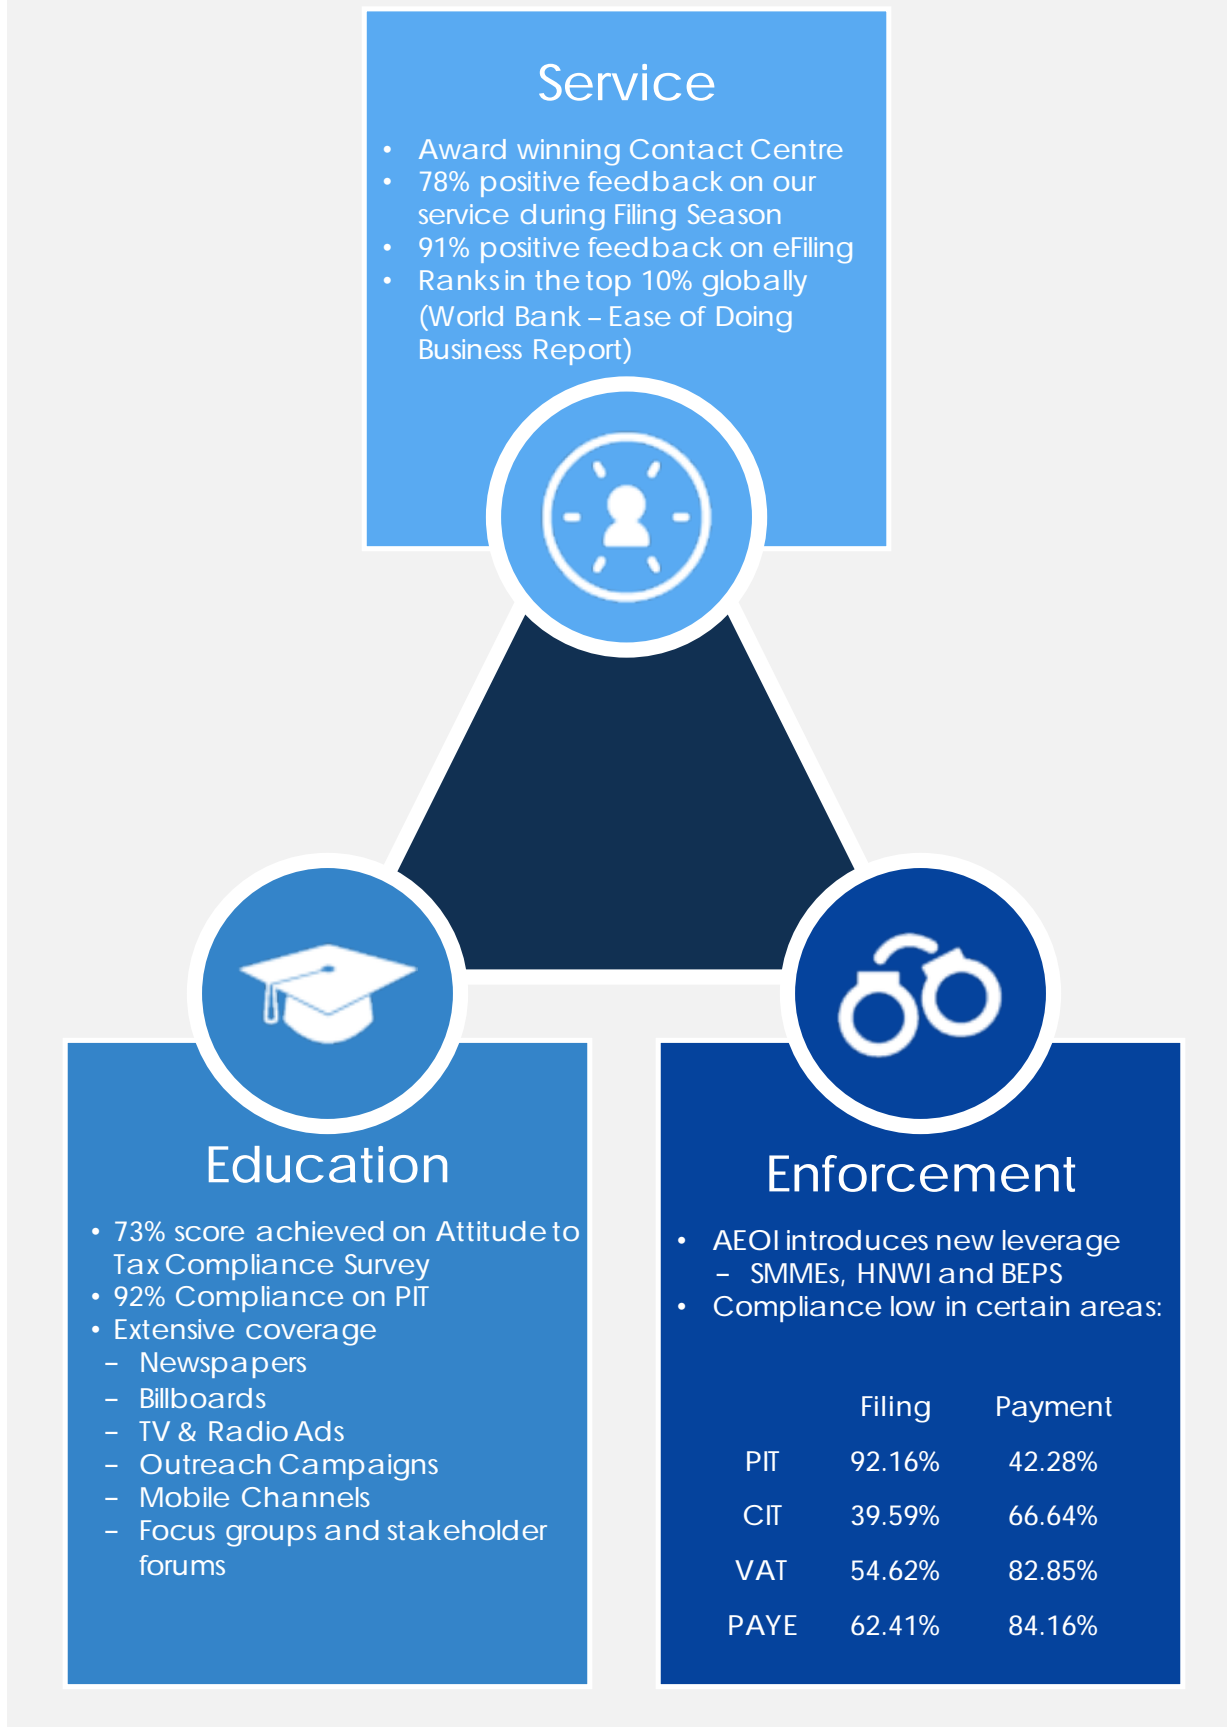 Service
• Award winning Contact Centre
• 78% positive feedback on our
service during Filing Season
• 91% positive feedback on eFiling
• Ranks in the top 10% globally
(World Bank – Ease of Doing
Business Report)
Education
• 73% score achieved on Attitude to
Tax Compliance Survey
• 92% Compliance on PIT
• Extensive coverage
– Newspapers
– Billboards
– TV & Radio Ads
– Outreach Campaigns
– Mobile Channels
– Focus groups and stakeholder
forums
Enforcement
• AEOI introduces new leverage
– SMMEs, HNWI and BEPS
• Compliance low in certain areas:
Filing Payment
PIT 92.16% 42.28%
CIT 39.59% 66.64%
VAT 54.62% 82.85%
PAYE 62.41% 84.16%